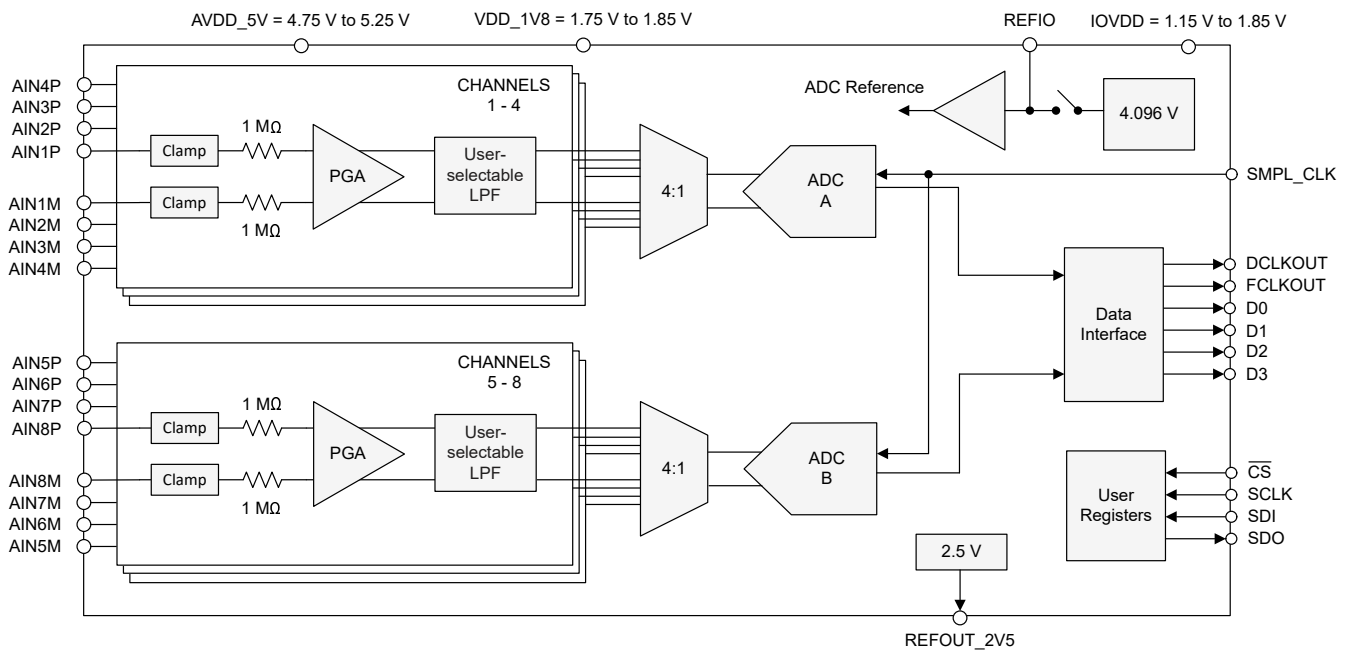 AVDD_5V = 4.75 V to 5.25 V
VDD_1V8 = 1.75 V to 1.85 V
REFIO
IOVDD = 1.15 V to 1.85 V
AIN4P
AIN3P
AIN2P
AIN1P
AIN1M
AIN2M
AIN3M
AIN4M
CHANNELS
1 - 4
Clamp
1 MΩ
Clamp
1 MΩ
PGA
User-
selectable
LPF
4:1
ADC
A
ADC Reference
4.096 V
SMPL_CLK
Data
Interface
DCLKOUT
FCLKOUT
D0
D1
D2
D3
AIN5P
AIN6P
AIN7P
AIN8P
AIN8M
AIN7M
AIN6M
AIN5M
CHANNELS
5 - 8
Clamp
1 MΩ
Clamp
1 MΩ
PGA
User-
selectable
LPF
4:1
ADC
B
User
Registers
CS
SCLK
SDI
SDO
2.5 V
REFOUT_2V5